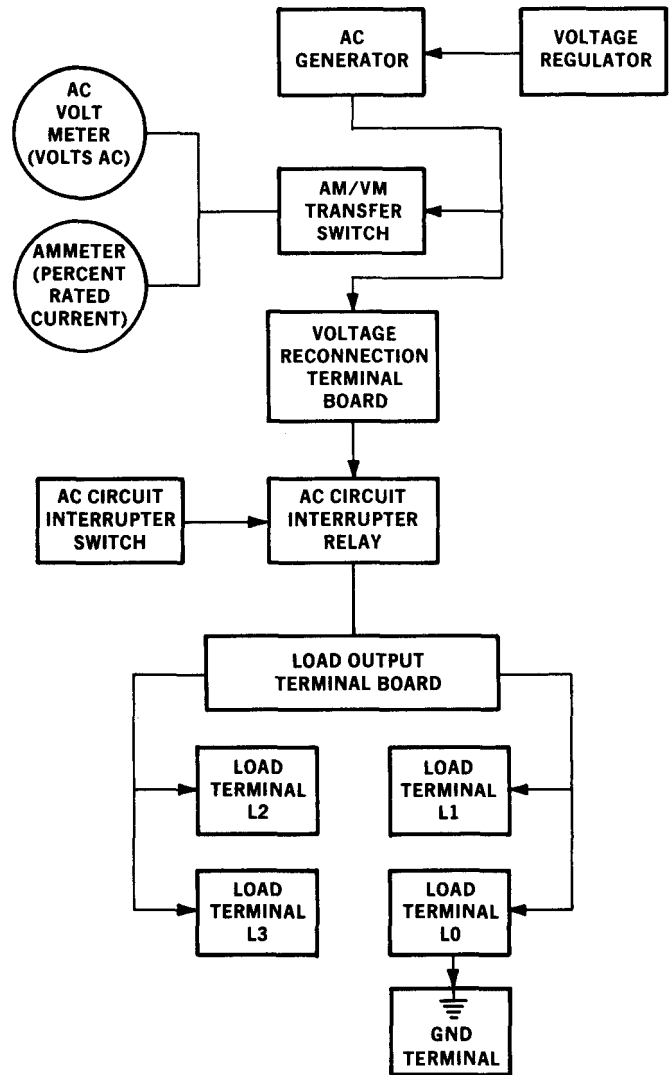 AC
GENERATOR
VOLTAGE
REGULATOR
AC
VOLT
METER
(VOLTS AC)
AM/VM
TRANSFER
SWITCH
AMMETER
(PERCENT
RATED
CURRENT)
VOLTAGE
RECONNECTION
TERMINAL
BOARD
AC CIRCUIT
INTERRUPTER
SWITCH
AC CIRCUIT
INTERRUPTER
RELAY
LOAD OUTPUT
TERMINAL BOARD
LOAD
TERMINAL
L2
LOAD
TERMINAL
L1
LOAD
TERMINAL
L3
LOAD
TERMINAL
LO
GND
TERMINAL